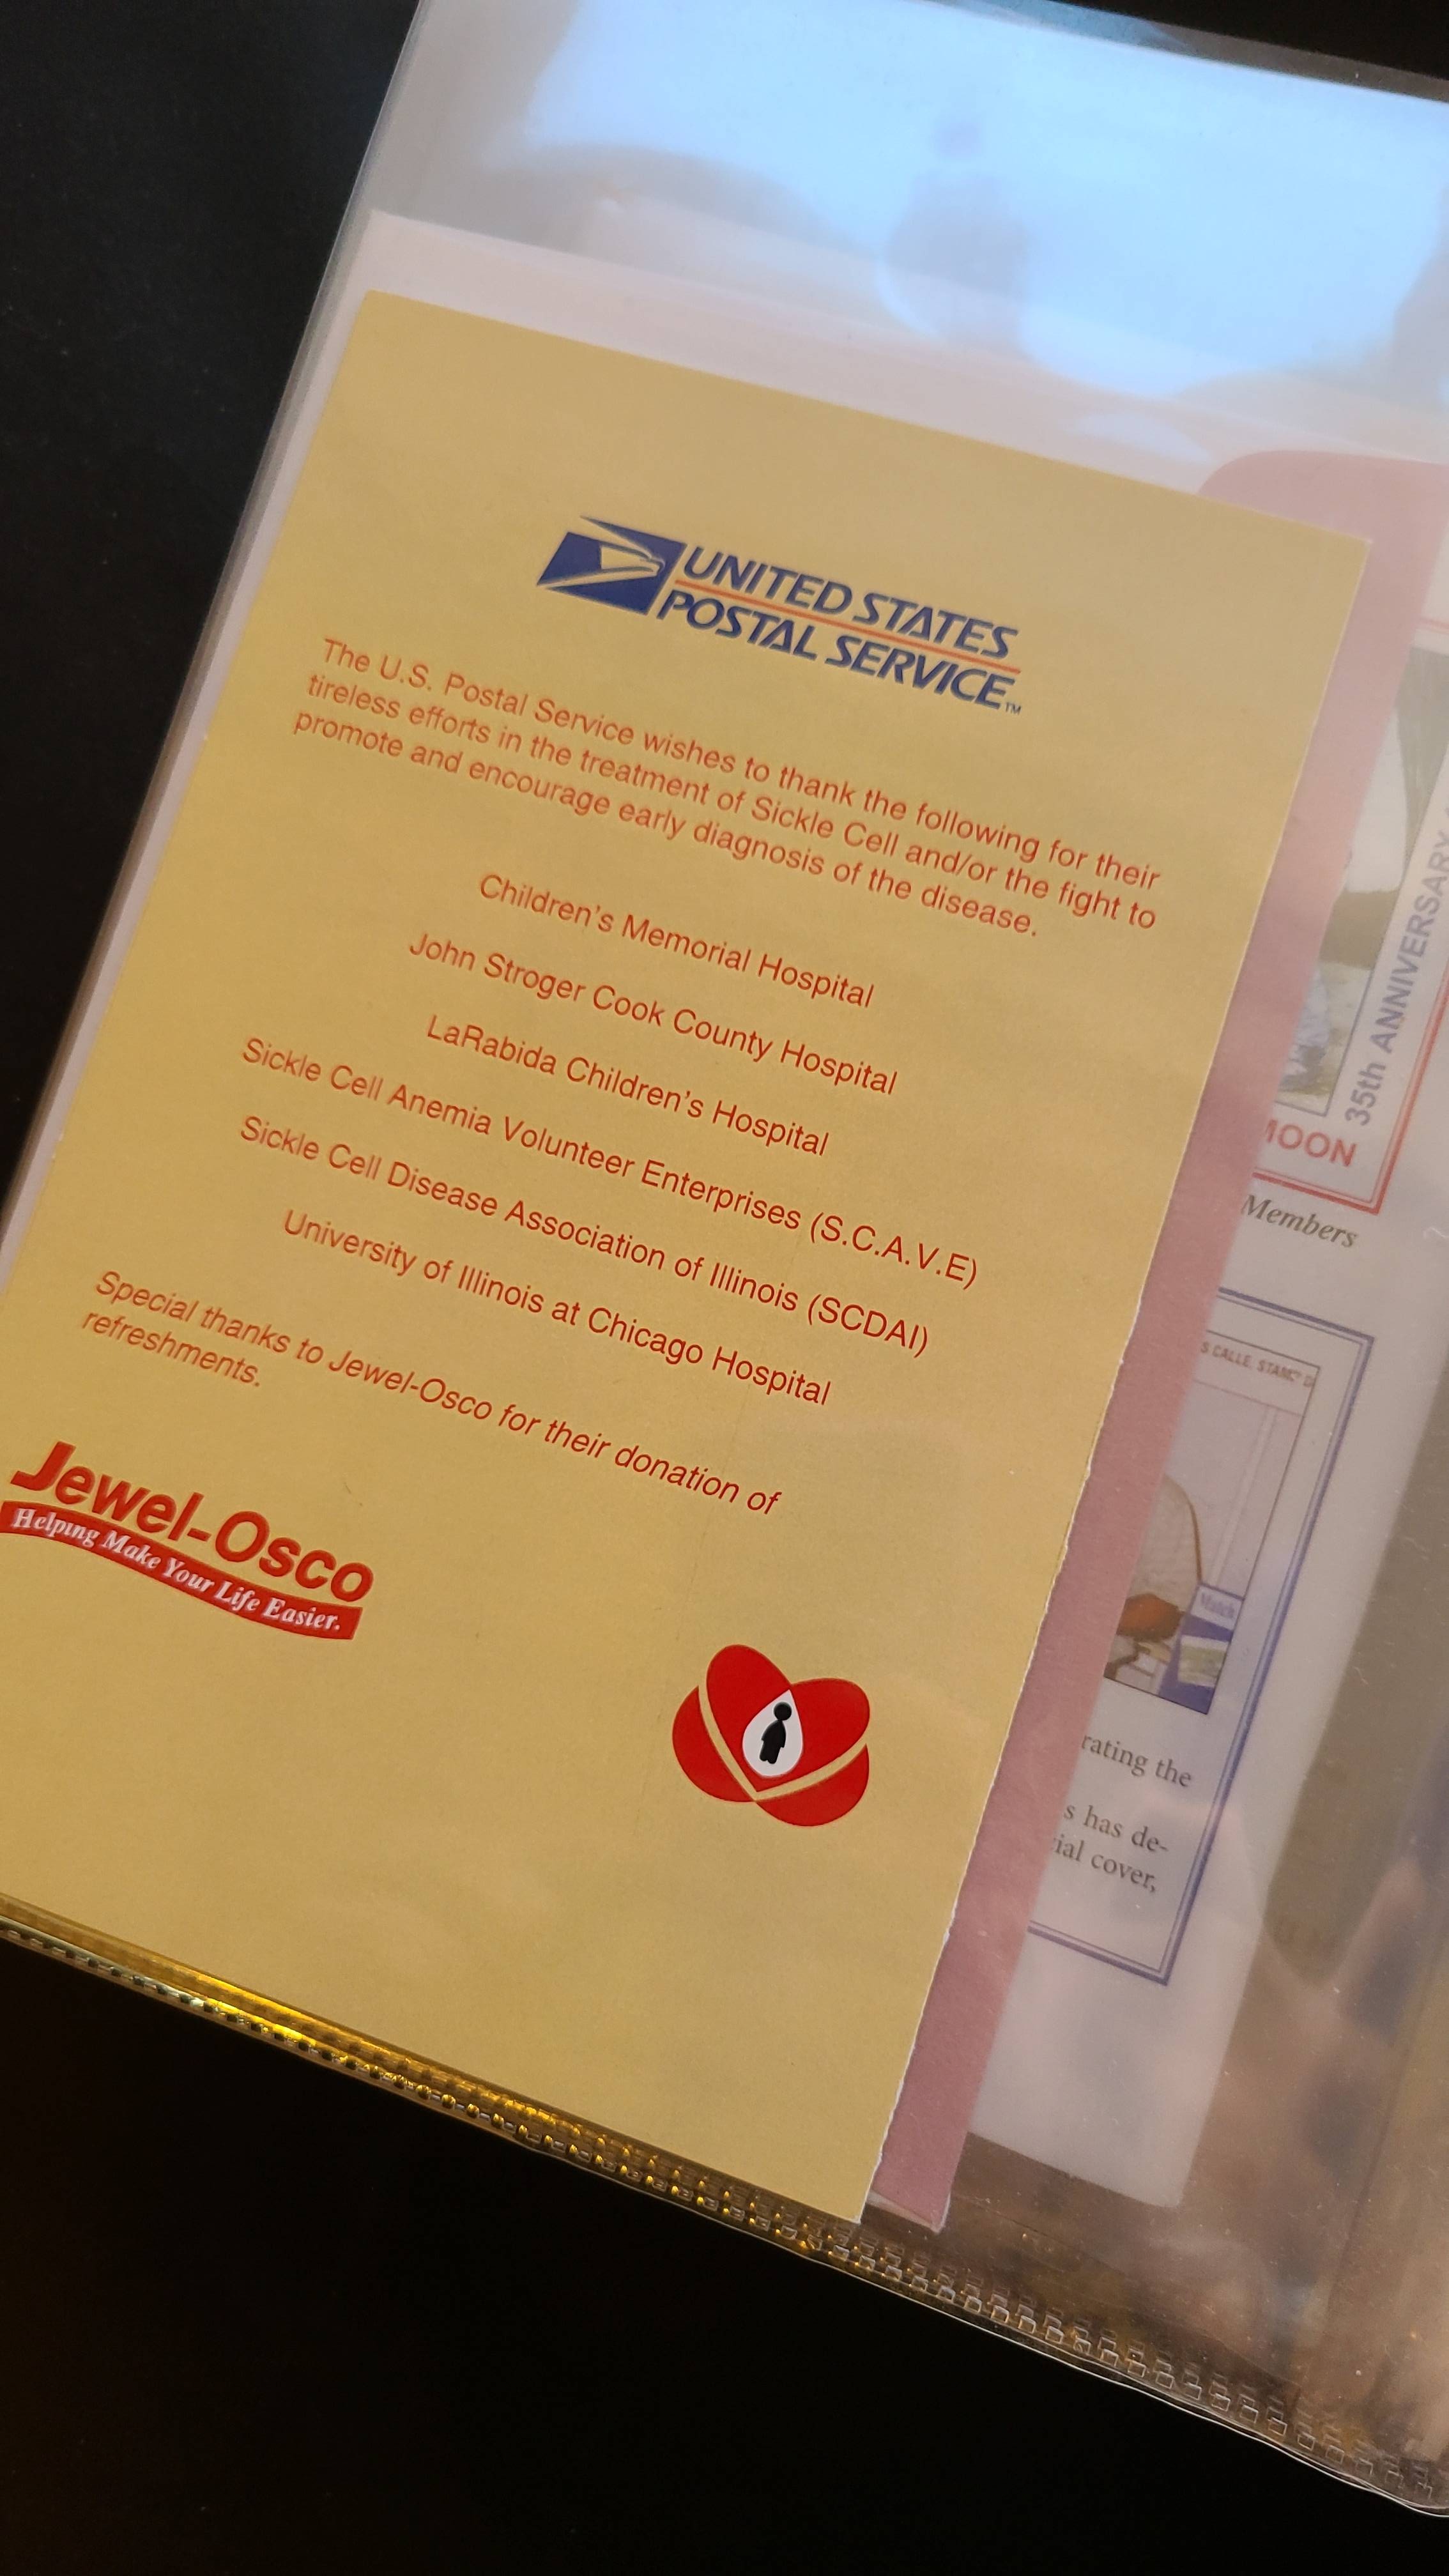 UNITED STATES
POSTAL SERVICE™
The U.S. Postal Service wishes to thank the following for their
tireless efforts in the treatment of Sickle Cell and/or the fight to
promote and encourage early diagnosis of the disease.
Children's Memorial Hospital
John Stroger Cook County Hospital
LaRabida Children's Hospital
Sickle Cell Anemia Volunteer Enterprises (S.C.A.V.E)
Sickle Cell Disease Association of Illinois (SCDAI)
University of Illinois at Chicago Hospital
Special thanks to Jewel-Osco for their donation of
refreshments.
Jewel-Osco
Helping Make Your Life Easier.
35th ANNIVERSARY
MOON
Members
CALLE, STAMP D
Match
rating the
s has de-
ial cover,